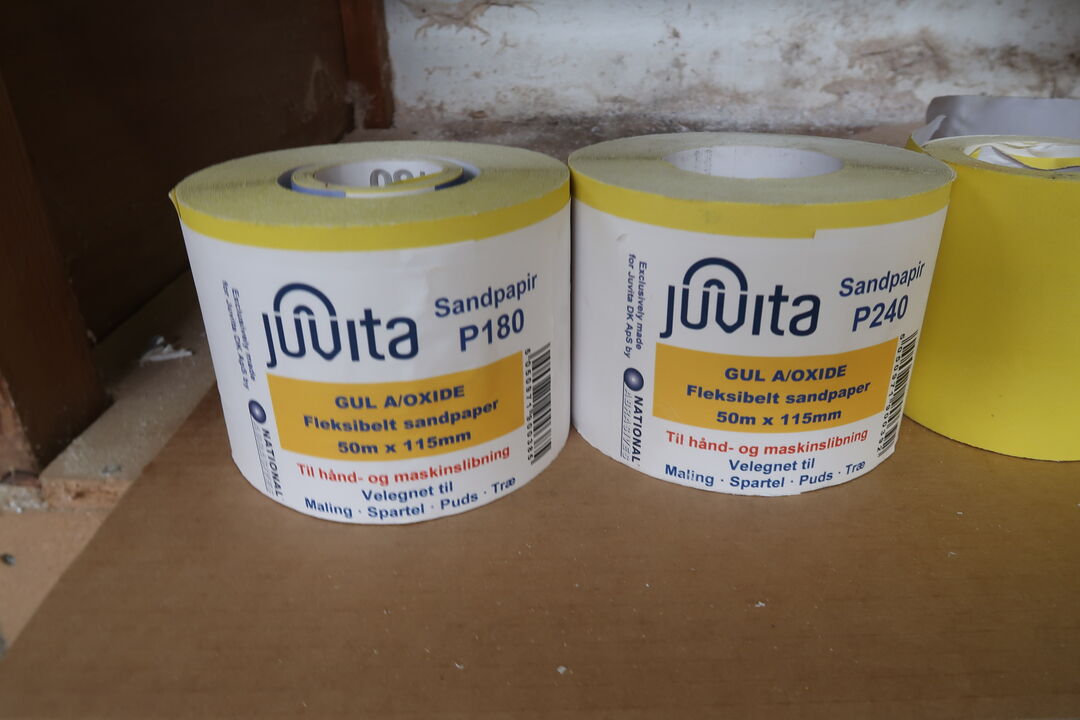 180
juvita
Sandpapir
P180
GUL A/OXIDE
Fleksibelt sandpaper
50m x 115mm
Til hånd- og maskinslibning
Velegnet til
Maling · Spartel · Puds · Træ
Exclusively made
for Juvita DK ApS by
NATIONAL
juvita
Sandpapir
P240
GUL A/OXIDE
Fleksibelt sandpaper
50m x 115mm
Til hånd- og maskinslibning
Velegnet til
Maling · Spartel · Puds · Træ
Exclusively made
for Juvita DK ApS by
NATIONAL